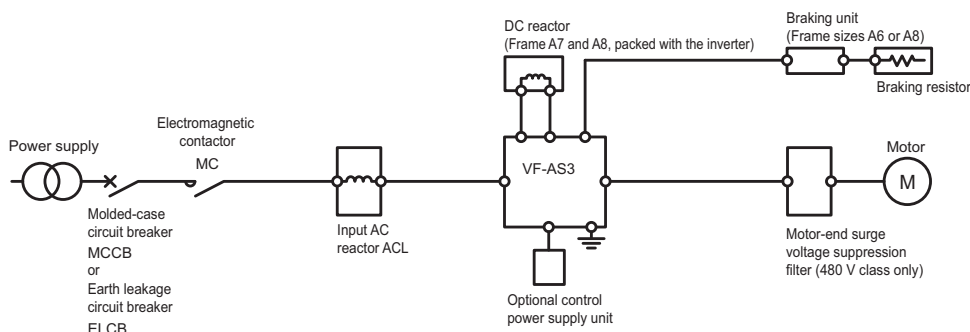 DC reactor
(Frame A7 and A8, packed with the inverter)
Braking unit
(Frame sizes A6 or A8)
Braking resistor
Electromagnetic
contactor
MC
Power supply
VF-AS3
Motor
M
Molded-case
circuit breaker
MCCB
or
Earth leakage
circuit breaker
ELCB
Input AC
reactor ACL
Optional control
power supply unit
Motor-end surge
voltage suppression
filter (480 V class only)